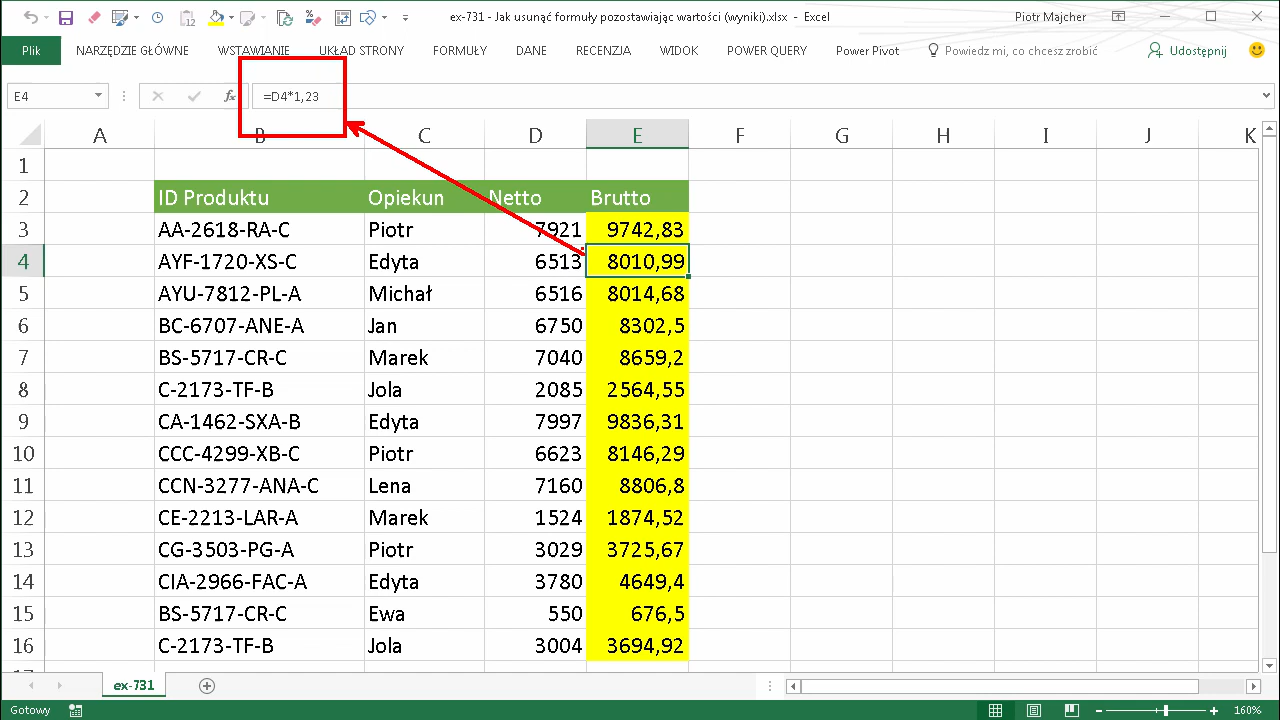 ex-731 - Jak usunąć formuły pozstawiając wartości (wyniki).xlsx - Excel
Piotr Majcher
Plik NARZĘDZIE GŁÓWNE WSTAWIANIE UKŁAD STRONY FORMUŁY DANE RECENZJA WIDOK POWER QUERY Power Pivot Powiedz mi, co chcesz zrobić Udostępnij
E4 fx =D4*1,23
A B C D E F G H I J K
1
2 ID Produktu Opiekun Netto Brutto
3 AA-2618-RA-C Piotr 7921 9742,83
4 AYF-1720-XS-C Edyta 6513 8010,99
5 AYU-7812-PL-A Michał 6516 8014,68
6 BC-6707-ANE-A Jan 6750 8302,5
7 BS-5717-CR-C Marek 7040 8659,2
8 C-2173-TF-B Jola 2085 2564,55
9 CA-1462-SXA-B Edyta 7997 9836,31
10 CCC-4299-XB-C Piotr 6623 8146,29
11 CCN-3277-ANA-C Lena 7160 8806,8
12 CE-2213-LAR-A Marek 1524 1874,52
13 CG-3503-PG-A Piotr 3029 3725,67
14 CIA-2966-FAC-A Edyta 3780 4649,4
15 BS-5717-CR-C Ewa 550 676,5
16 C-2173-TF-B Jola 3004 3694,92
ex-731
Gotowy 160%